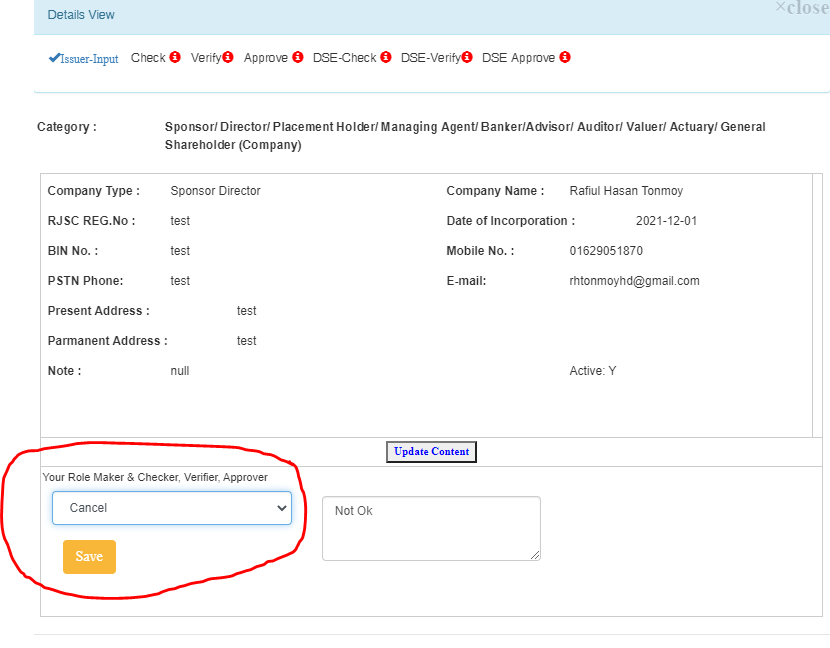 ×close
Details View
Issuer-Input Check Verify Approve DSE-Check DSE-Verify DSE Approve
Category : Sponsor/ Director/ Placement Holder/ Managing Agent/ Banker/Advisor/ Auditor/ Valuer/ Actuary/ General
Shareholder (Company)
Company Type : Sponsor Director Company Name : Rafiul Hasan Tonmoy
RJSC REG.No : test Date of Incorporation : 2021-12-01
BIN No. : test Mobile No. : 01629051870
PSTN Phone: test E-mail: rhtonmoyhd@gmail.com
Present Address : test
Parmanent Address : test
Note : null Active: Y
Update Content
Your Role Maker & Checker, Verifier, Approver
Cancel Not Ok
Save